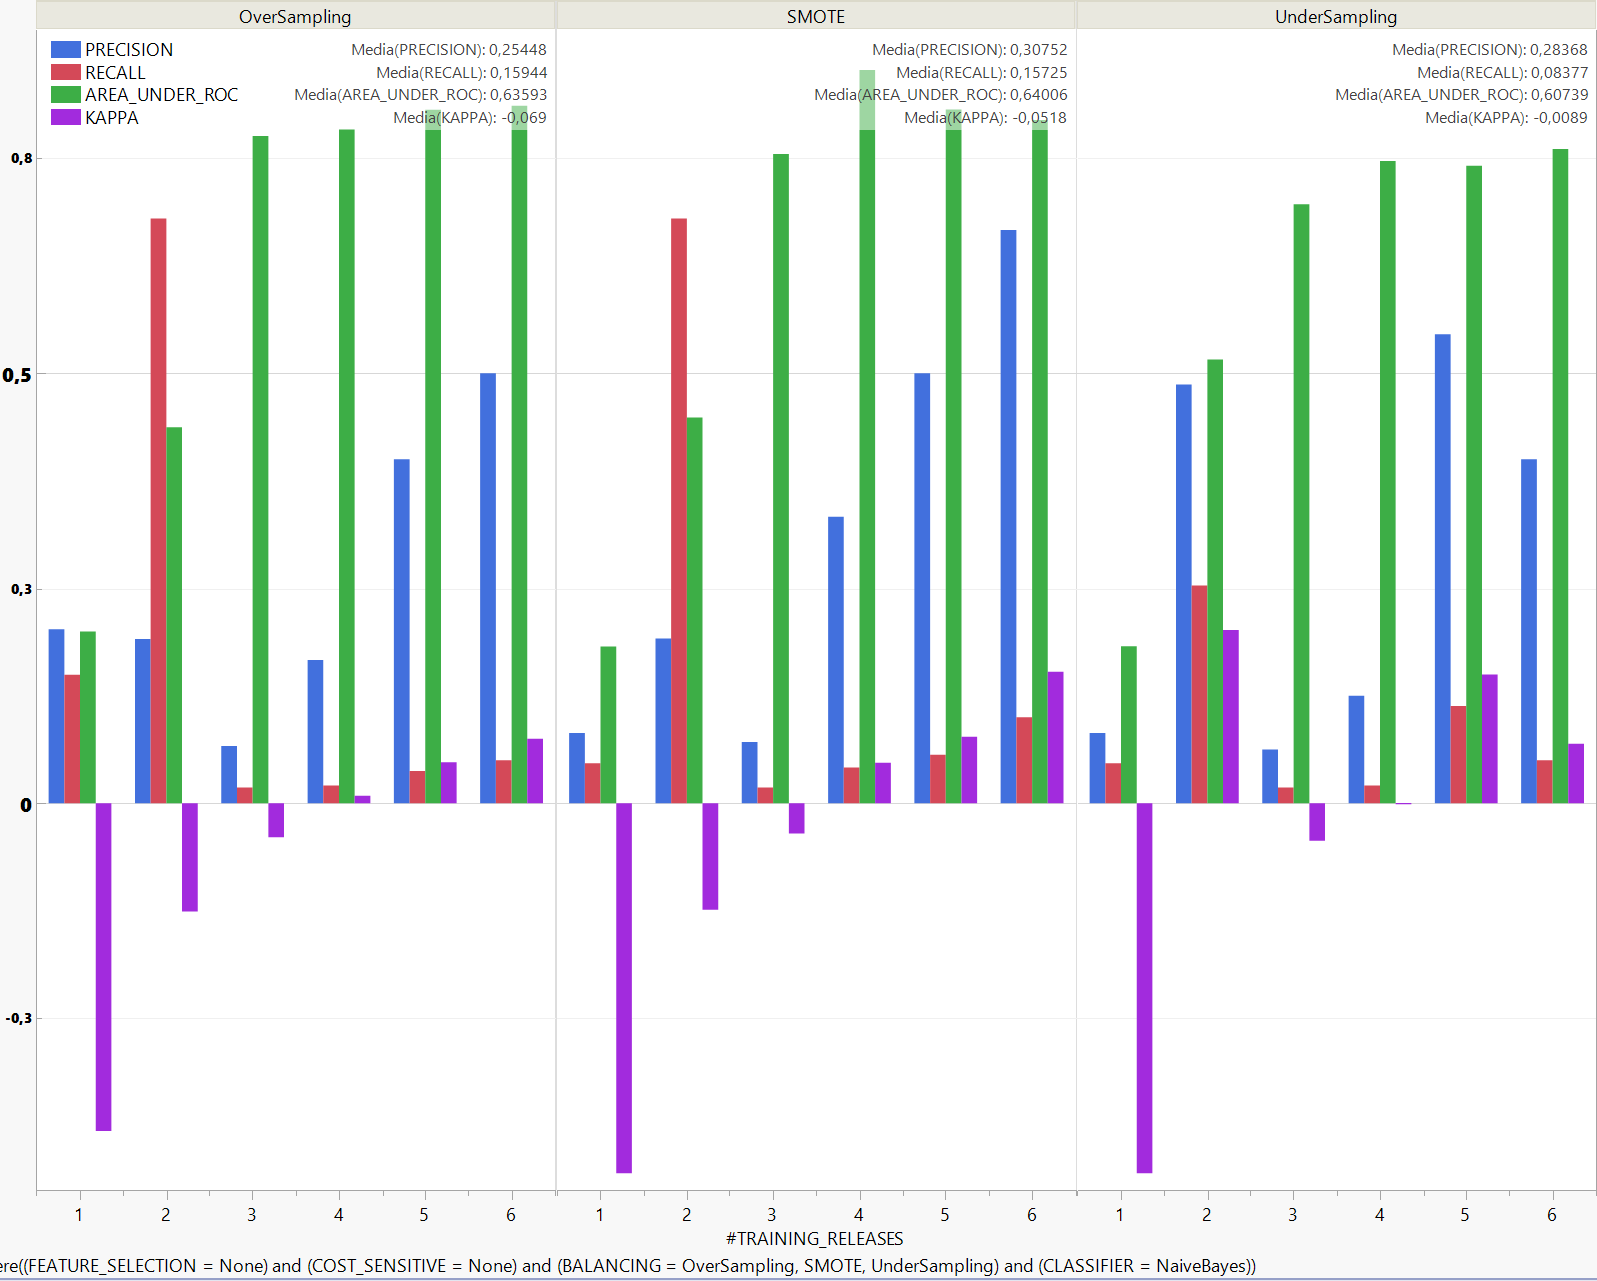 OverSampling
SMOTE
UnderSampling
PRECISION
RECALL
AREA_UNDER_ROC
KAPPA
Media(PRECISION): 0,25448
Media(RECALL): 0,15944
Media(AREA_UNDER_ROC): 0,63593
Media(KAPPA): -0,069
Media(PRECISION): 0,30752
Media(RECALL): 0,15725
Media(AREA_UNDER_ROC): 0,64006
Media(KAPPA): -0,0518
Media(PRECISION): 0,28368
Media(RECALL): 0,08377
Media(AREA_UNDER_ROC): 0,60739
Media(KAPPA): -0,0089
0,8
0,5
0,3
0
-0,3
1 2 3 4 5 6
1 2 3 4 5 6
1 2 3 4 5 6
#TRAINING_RELEASES
ere((FEATURE_SELECTION = None) and (COST_SENSITIVE = None) and (BALANCING = OverSampling, SMOTE, UnderSampling) and (CLASSIFIER = NaiveBayes))